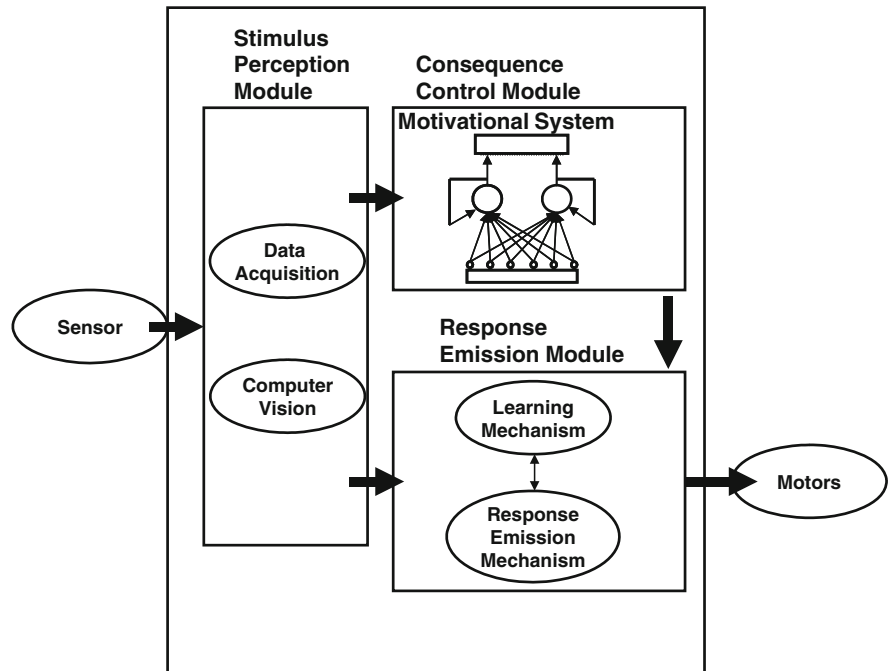 Stimulus
Perception
Module
Consequence
Control Module
Motivational System
Data
Acquisition
Sensor
Computer
Vision
Response
Emission Module
Learning
Mechanism
Response
Emission
Mechanism
Motors